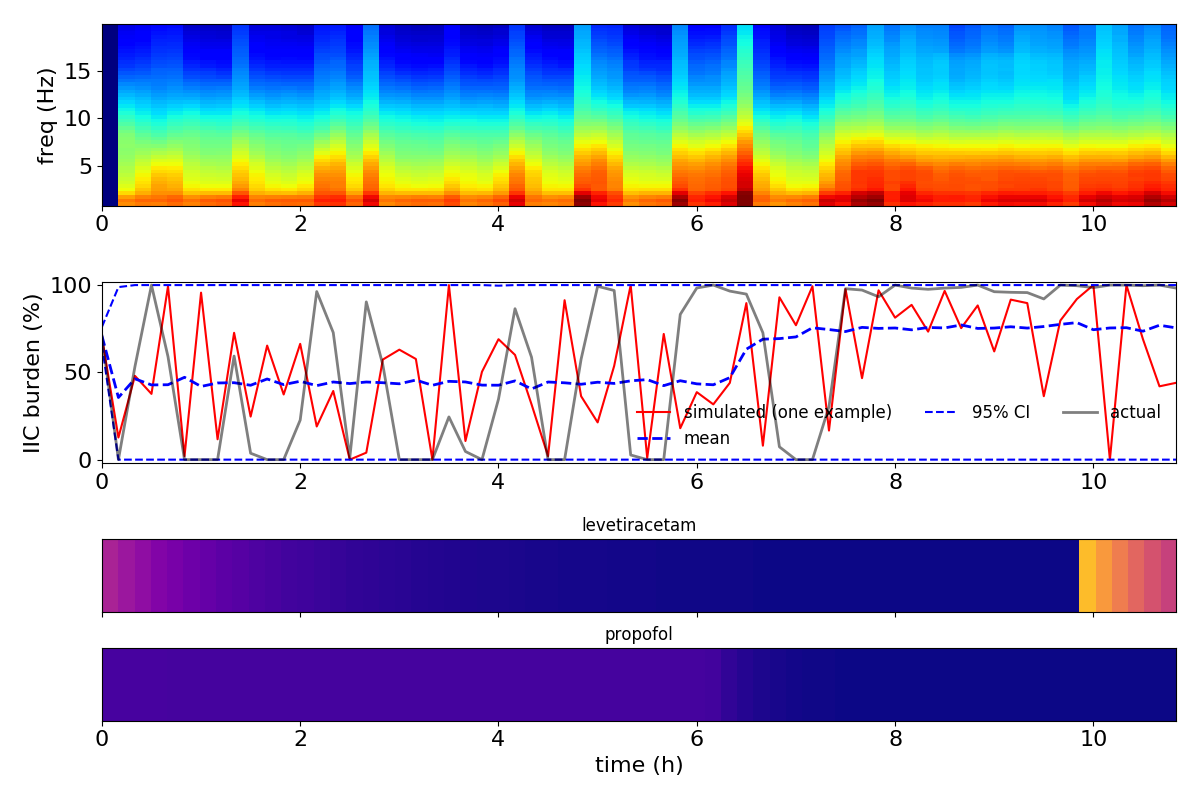 freq (Hz)
15
10
5
0 2 4 6 8 10
IIC burden (%)
100
50
0
simulated (one example) 95% CI actual
mean
0 2 4 6 8 10
levetiracetam
propofol
0 2 4 6 8 10
time (h)